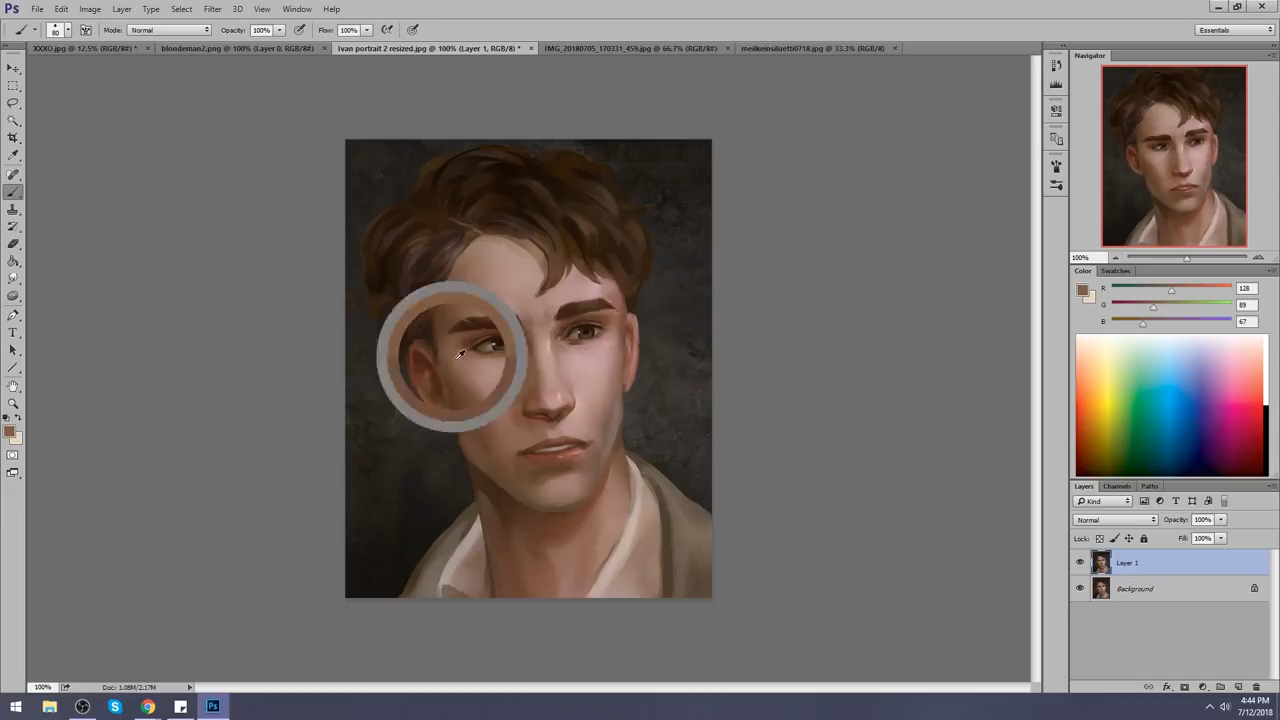 Ps File Edit Image Layer Type Select Filter 3D View Window Help
80 Mode: Normal Opacity: 100% Flow: 100% Essentials
XXXO.jpg @ 12.5% (RGB/8#) * × blondeman2.png @ 100% (Layer 0, RGB/8#) × Ivan portrait 2 resized.jpg @ 100% (Layer 1, RGB/8) * × IMG_20180705_170331_459.jpg @ 66.7% (RGB/8#) × meilkeinsiluetti0718.jpg @ 33.3% (RGB/8) ×
Navigator
100%
Color Swatches
R 128
G 89
B 67
Layers Channels Paths
Kind
Normal Opacity: 100%
Lock: Fill: 100%
Layer 1
Background
100% Doc: 1.08M/2.17M
Ps 4:44 PM
7/12/2018